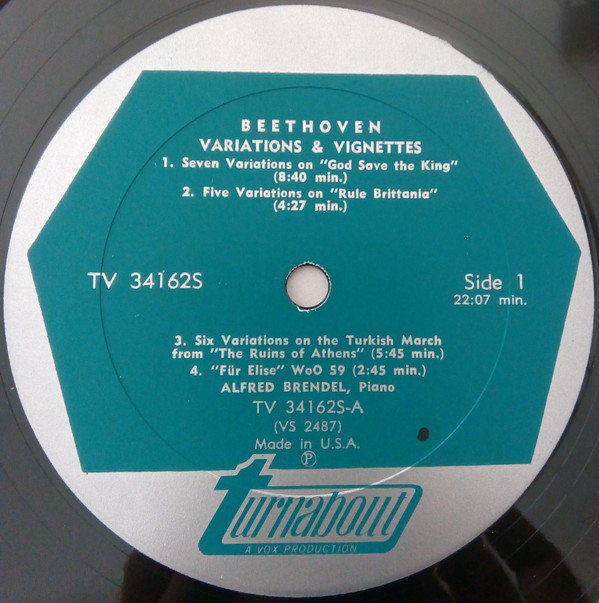 BEETHOVEN
VARIATIONS & VIGNETTES
1. Seven Variations on "God Save the King"
(8:40 min.)
2. Five Variations on "Rule Brittania"
(4:27 min.)
TV 34162S
Side 1
22:07 min.
3. Six Variations on the Turkish March
from "The Ruins of Athens" (5:45 min.)
4. "Für Elise" WoO 59 (2:45 min.)
ALFRED BRENDEL, Piano
TV 34162S-A
(VS 2487)
Made in U.S.A.
Ⓟ
turnabout
A VOX PRODUCTION